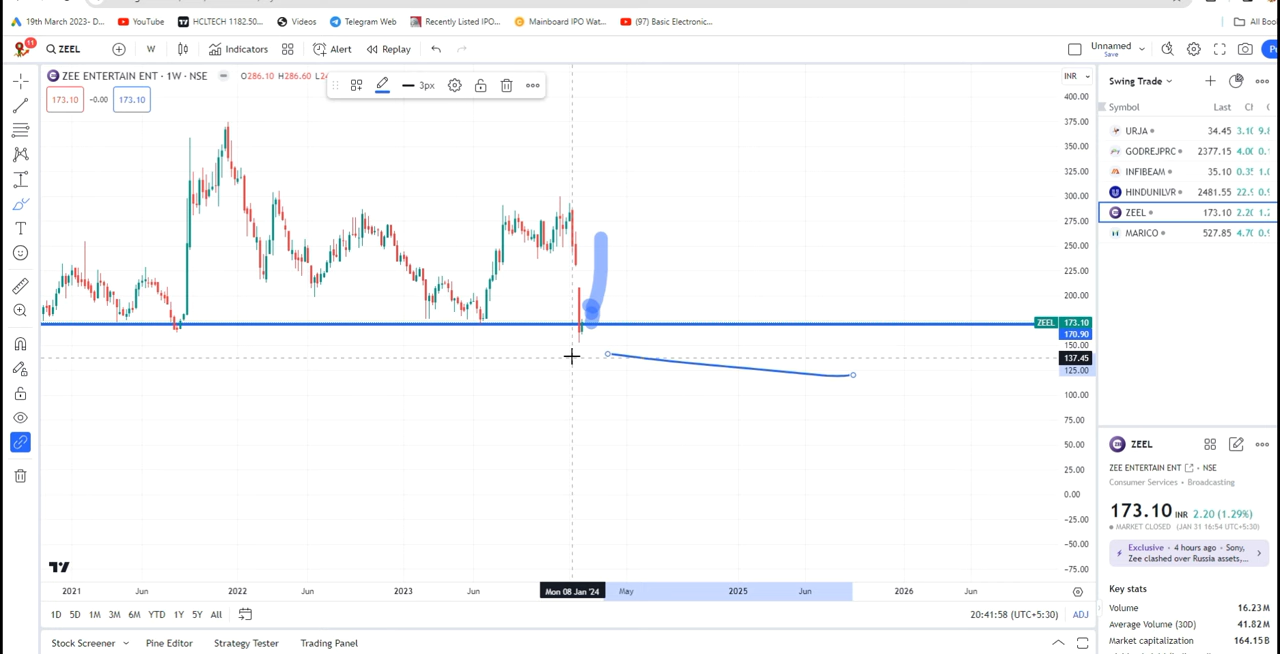 19th March 2023- D...
YouTube
HCLTECH 1182.50...
Videos
Telegram Web
Recently Listed IPO...
Mainboard IPO Wat...
(97) Basic Electronic...
All Boo
11
ZEEL
W
Indicators
Alert
Replay
Unnamed
Save
ZEE ENTERTAIN ENT · 1W · NSE
O286.10 H286.60
3px
173.10 −0.00 173.10
INR
400.00
375.00
350.00
325.00
300.00
275.00
250.00
225.00
200.00
ZEEL 173.10
170.90
150.00
137.45
125.00
100.00
75.00
50.00
25.00
0.00
−25.00
−50.00
−75.00
2021 Jun 2022 Jun 2023 Jun Mon 08 Jan '24 May 2025 Jun 2026 Jun
1D 5D 1M 3M 6M YTD 1Y 5Y All
20:41:58 (UTC+5:30) ADJ
Stock Screener Pine Editor Strategy Tester Trading Panel
Swing Trade
Symbol Last
URJA 34.45
GODREJPRC 2377.15
INFIBEAM 35.10
HINDUNILVR 2481.55
ZEEL 173.10
MARICO 527.85
ZEEL
ZEE ENTERTAIN ENT • NSE
Consumer Services • Broadcasting
173.10 INR 2.20 (1.29%)
MARKET CLOSED (JAN 31 16:54 UTC+5:30)
Exclusive • 4 hours ago • Sony,
Zee clashed over Russia assets,...
Key stats
Volume 16.23M
Average Volume (30D) 41.82M
Market capitalization 164.15B